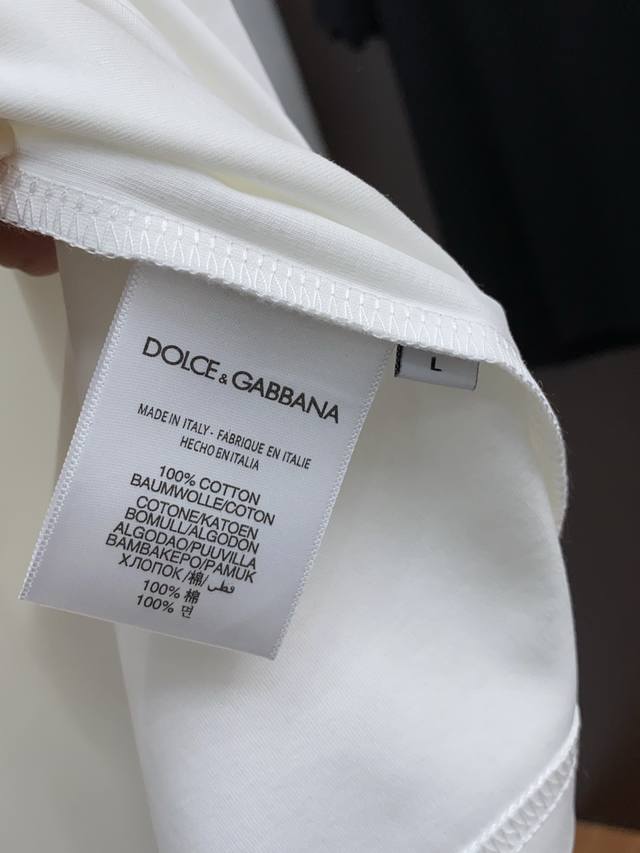 DOLCE & GABBANA
L
MADE IN ITALY - FABRIQUE EN ITALIE
HECHO EN ITALIA
100% COTTON
BAUMWOLLE/COTON
COTONE/KATOEN
BOMULL/ALGODON
ALGODAO/PUUVILLA
BAMBAKEPO/PAMUK
ХЛОПОК/棉/قطن/
100% 棉
100% 면